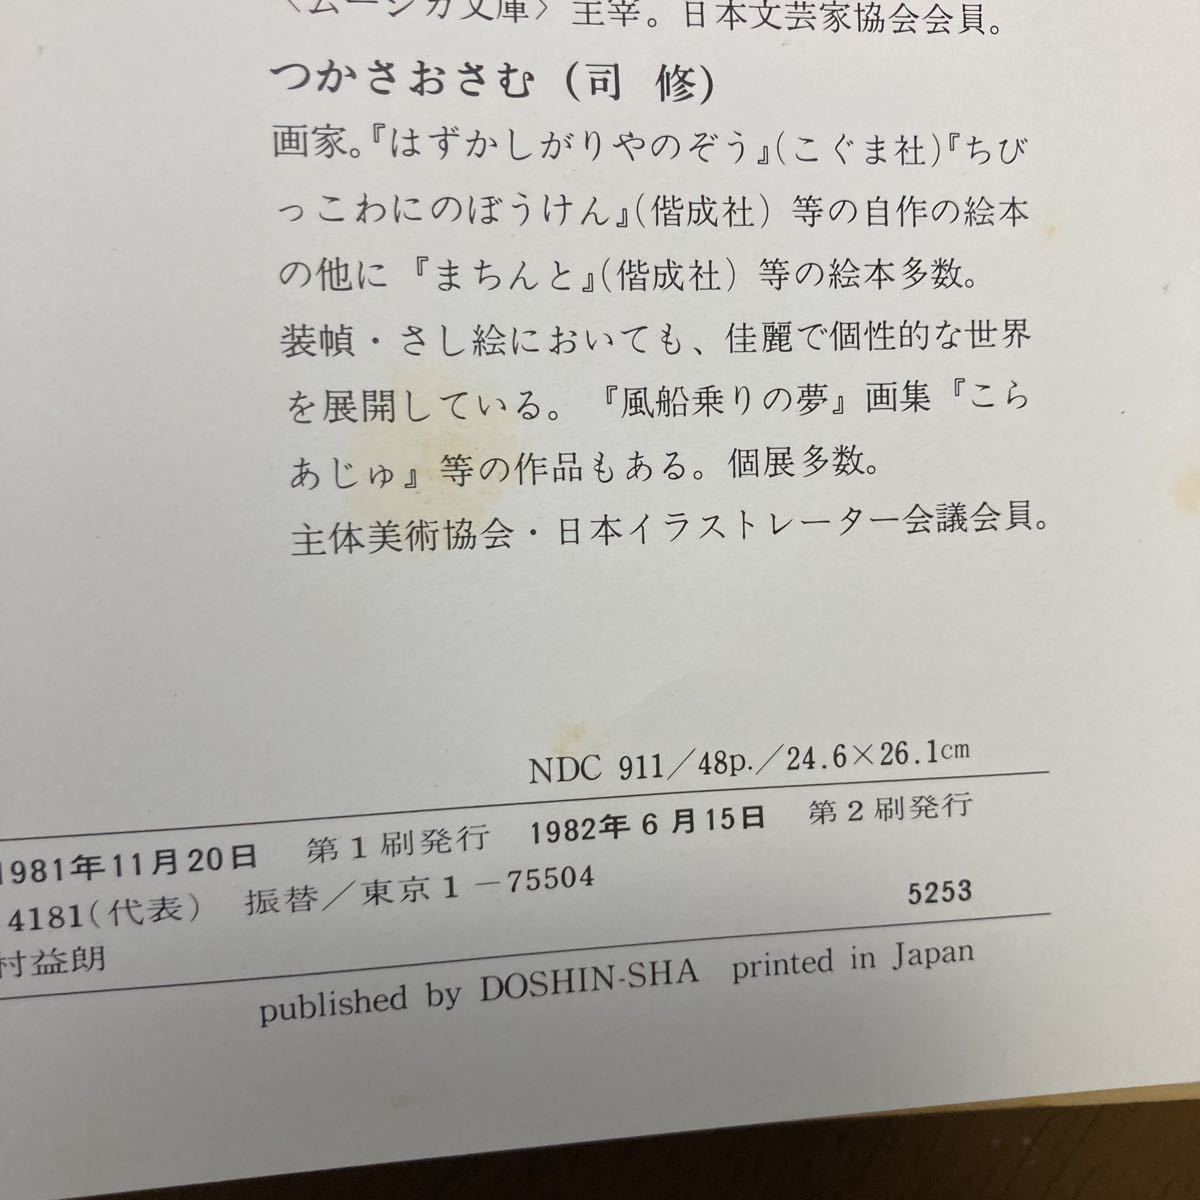 〈ムーシカ文庫〉主宰。日本文芸家協会会員。
つかさおさむ（司 修）
画家。『はずかしがりやのぞう』（こぐま社）『ちび
っこわにのぼうけん』（偕成社）等の自作の絵本
の他に『まちんと』（偕成社）等の絵本多数。
装幀・さし絵においても、佳麗で個性的な世界
を展開している。『風船乗りの夢』画集『こら
あじゅ』等の作品もある。個展多数。
主体美術協会・日本イラストレーター会議会員。
NDC 911／48p.／24.6×26.1cm
1981年11月20日 第1刷発行 1982年6月15日 第2刷発行
4181（代表） 振替／東京1－75504
5253
村益朗
published by DOSHIN-SHA printed in Japan